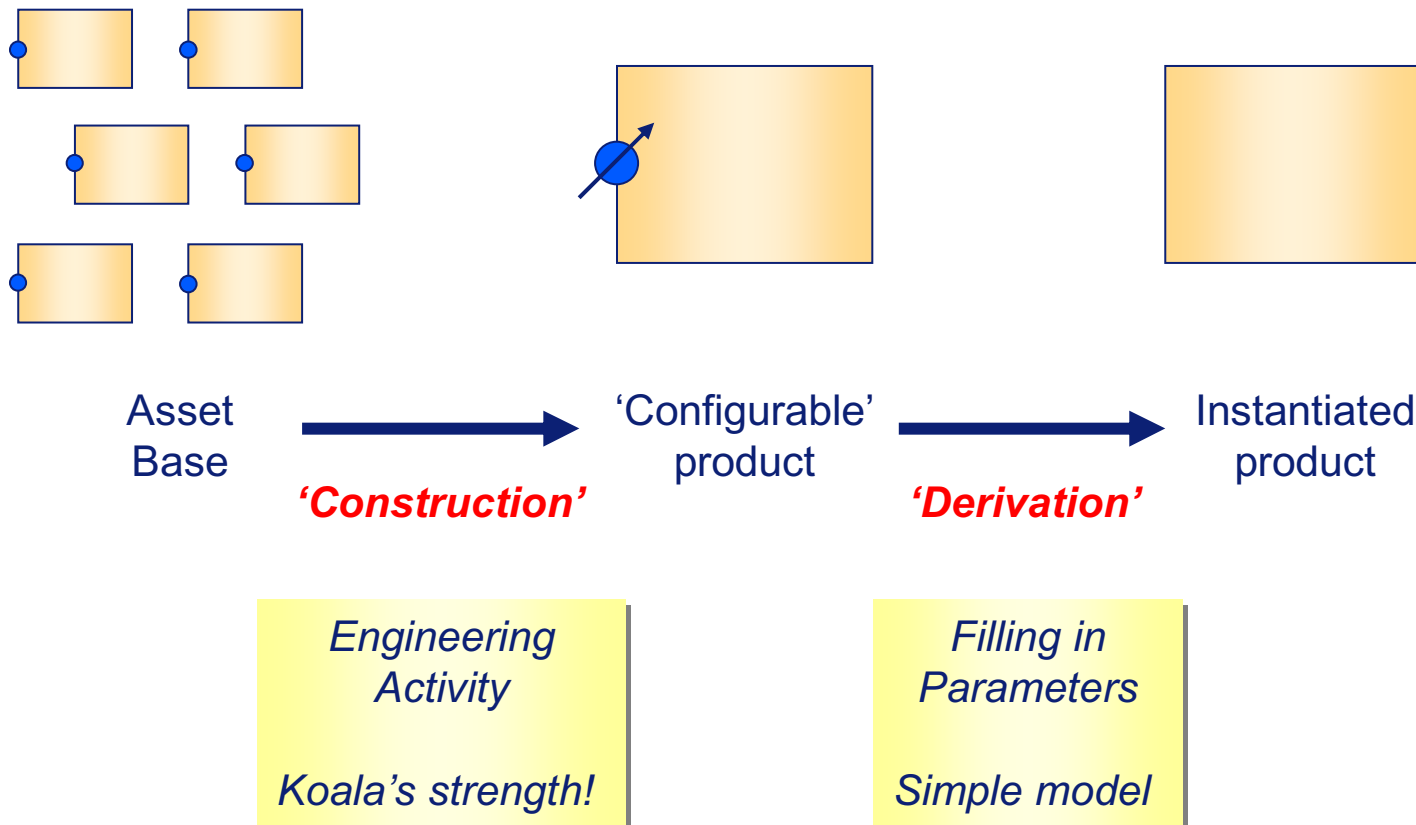 Asset
Base
‘Construction’
‘Configurable’
product
‘Derivation’
Instantiated
product
Engineering
Activity
Koala’s strength!
Filling in
Parameters
Simple model